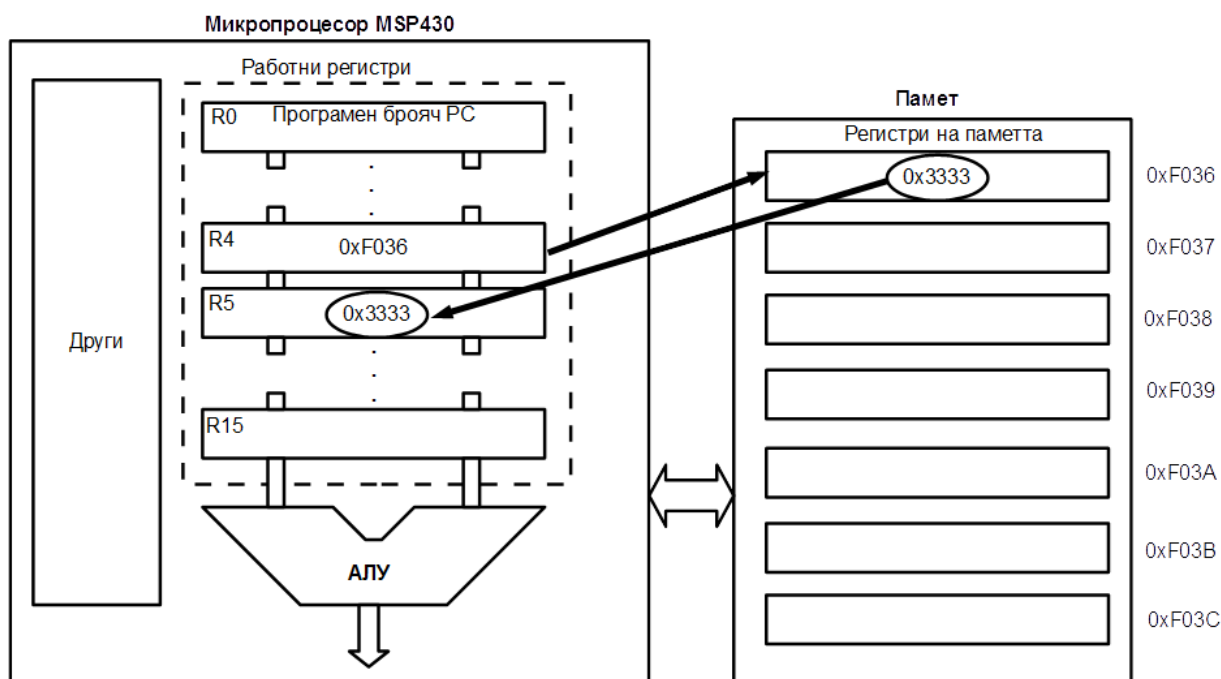 Микропроцесор MSP430
Работни регистри
R0
Програмен брояч PC
R4
0xF036
R5
0x3333
R15
Други
АЛУ
Памет
Регистри на паметта
0x3333
0xF036
0xF037
0xF038
0xF039
0xF03A
0xF03B
0xF03C